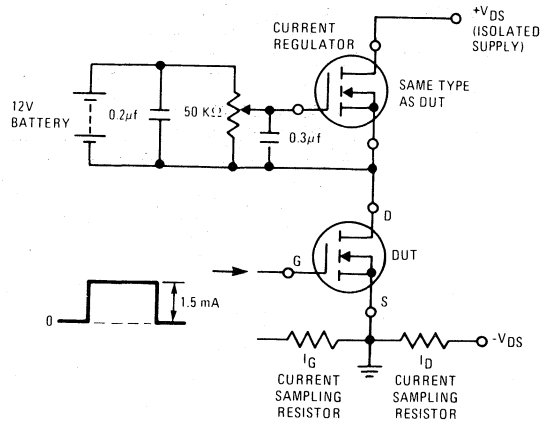 +VDS
(ISOLATED
SUPPLY)
CURRENT
REGULATOR
SAME TYPE
AS DUT
12V
BATTERY
0.2µf
50 KΩ
0.3µf
D
G
DUT
S
1.5 mA
0
-VDS
IG
CURRENT
SAMPLING
RESISTOR
ID
CURRENT
SAMPLING
RESISTOR